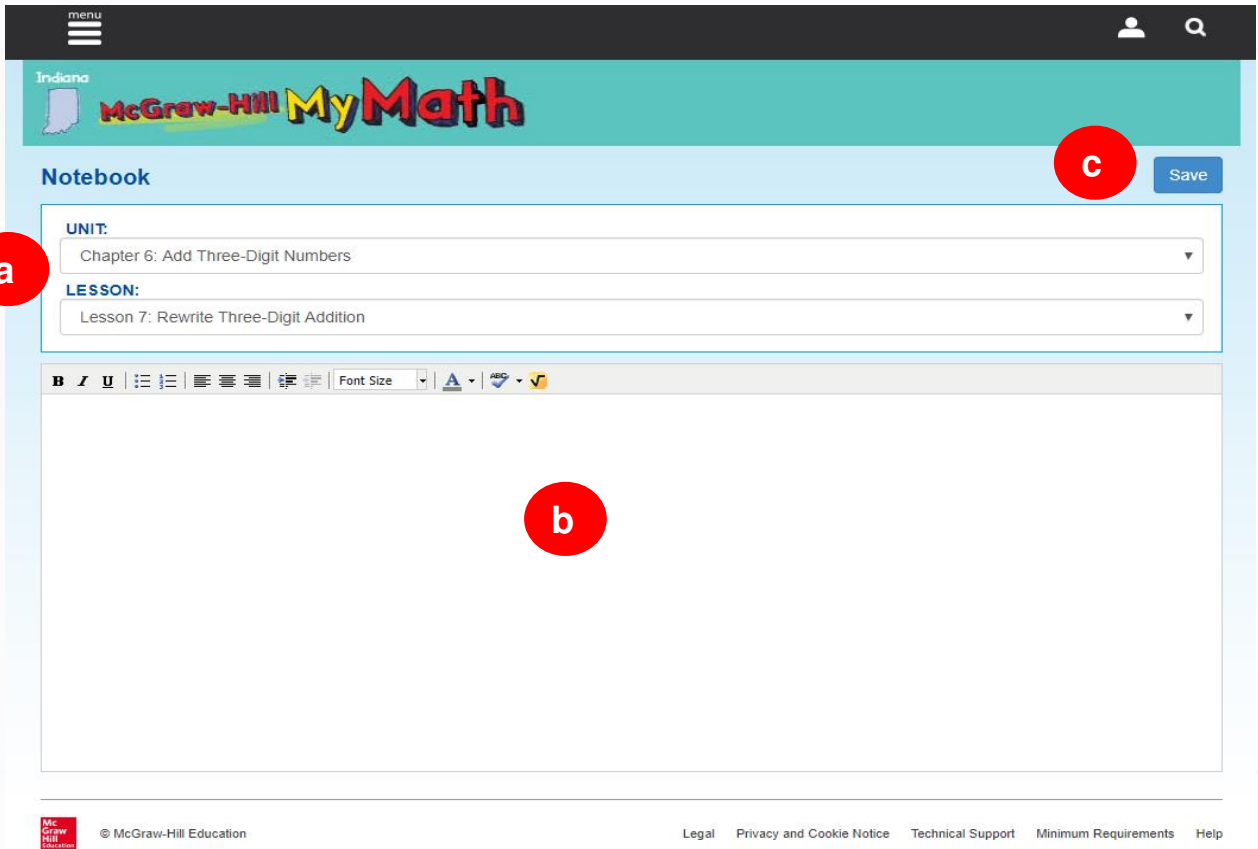 menu
Indiana
McGraw-Hill My Math
Notebook
c
Save
UNIT:
Chapter 6: Add Three-Digit Numbers
a
LESSON:
Lesson 7: Rewrite Three-Digit Addition
B I U Font Size A ABC
b
Mc
Graw
Hill
Education
© McGraw-Hill Education Legal Privacy and Cookie Notice Technical Support Minimum Requirements Help